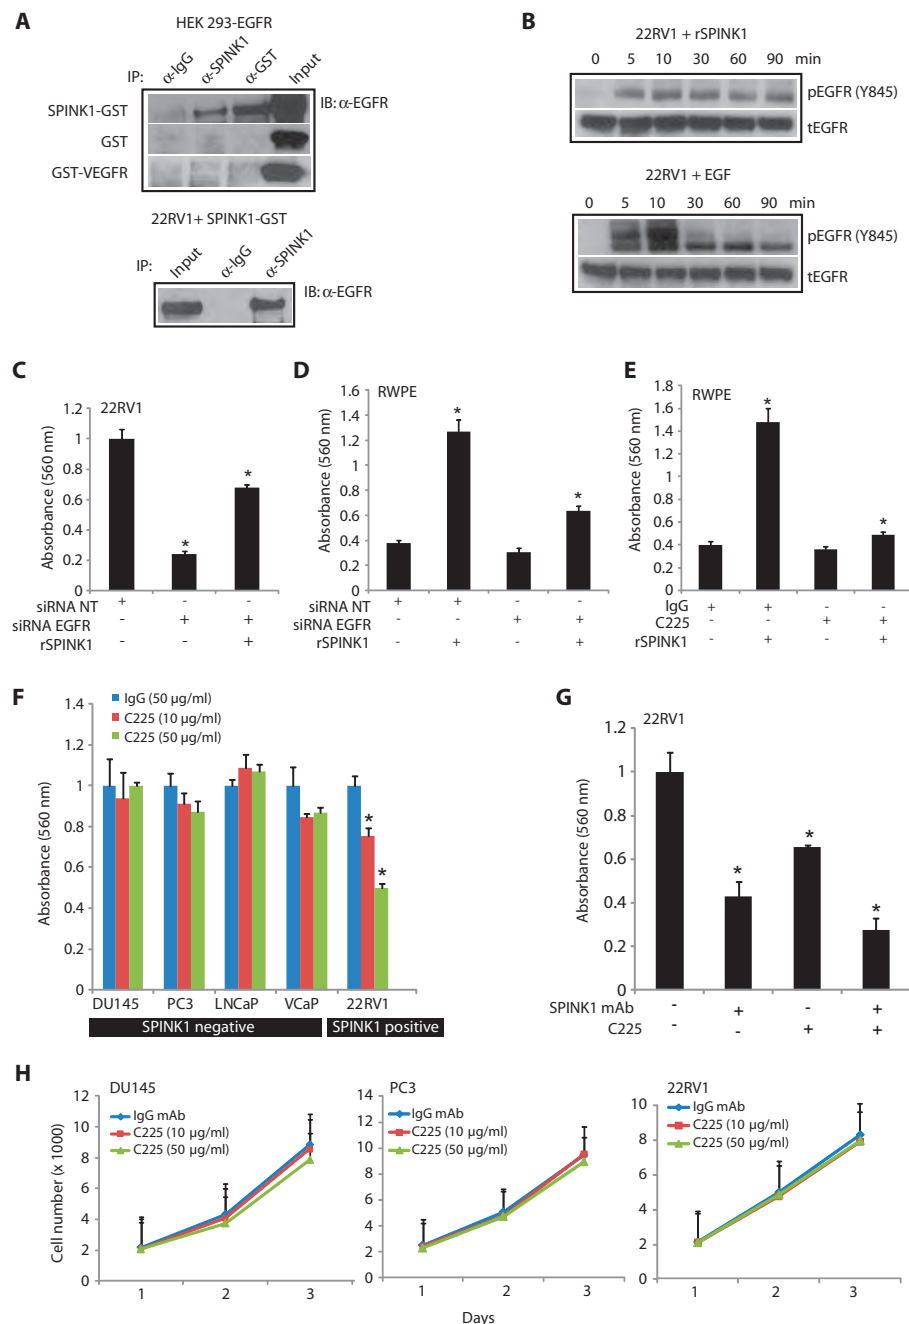 A
HEK 293-EGFR
IP: α-IgG α-SPINK1 α-GST Input
SPINK1-GST
GST
GST-VEGFR
IB: α-EGFR
22RV1+ SPINK1-GST
IP: Input α-IgG α-SPINK1
IB: α-EGFR
B
22RV1 + rSPINK1
0 5 10 30 60 90 min
pEGFR (Y845)
tEGFR
22RV1 + EGF
0 5 10 30 60 90 min
pEGFR (Y845)
tEGFR
C
22RV1
Absorbance (560 nm)
1.2
1
0.8
0.6
0.4
0.2
0
* *
siRNA NT + - -
siRNA EGFR - + +
rSPINK1 - - +
D
RWPE
Absorbance (560 nm)
1.6
1.4
1.2
1
0.8
0.6
0.4
0.2
0
* *
siRNA NT + + - -
siRNA EGFR - - - +
rSPINK1 - + - +
E
RWPE
Absorbance (560 nm)
1.8
1.6
1.4
1.2
1
0.8
0.6
0.4
0.2
0
* *
IgG + + - -
C225 - - + +
rSPINK1 - + - +
F
IgG (50 µg/ml)
C225 (10 µg/ml)
C225 (50 µg/ml)
Absorbance (560 nm)
1.4
1.2
1
0.8
0.6
0.4
0.2
0
* *
DU145 PC3 LNCaP VCaP 22RV1
SPINK1 negative SPINK1 positive
G
22RV1
Absorbance (560 nm)
1.2
1
0.8
0.6
0.4
0.2
0
* * *
SPINK1 mAb - + - +
C225 - - + +
H
DU145
IgG mAb
C225 (10 µg/ml)
C225 (50 µg/ml)
Cell number (x 1000)
12
10
8
6
4
2
0
1 2 3
PC3
IgG mAb
C225 (10 µg/ml)
C225 (50 µg/ml)
14
12
10
8
6
4
2
0
1 2 3
22RV1
IgG mAb
C225 (10 µg/ml)
C225 (50 µg/ml)
10
8
6
4
2
0
1 2 3
Days